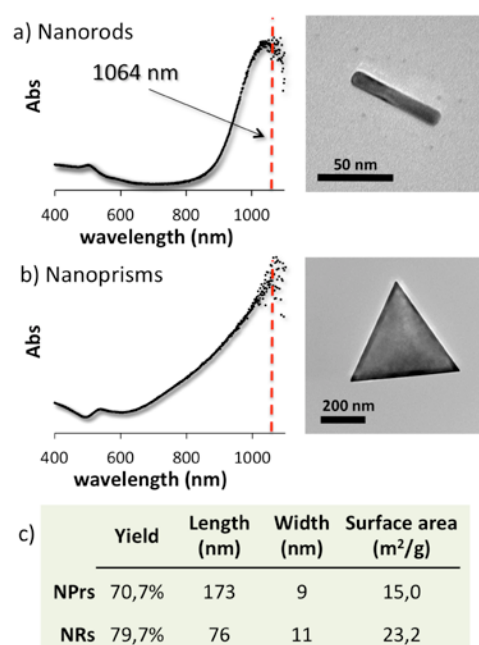 a) Nanorods
1064 nm
Abs
400 600 800 1000
wavelength (nm)
50 nm
b) Nanoprisms
Abs
400 600 800 1000
wavelength (nm)
200 nm
c)
Yield Length (nm) Width (nm) Surface area (m²/g)
NPrs 70,7% 173 9 15,0
NRs 79,7% 76 11 23,2